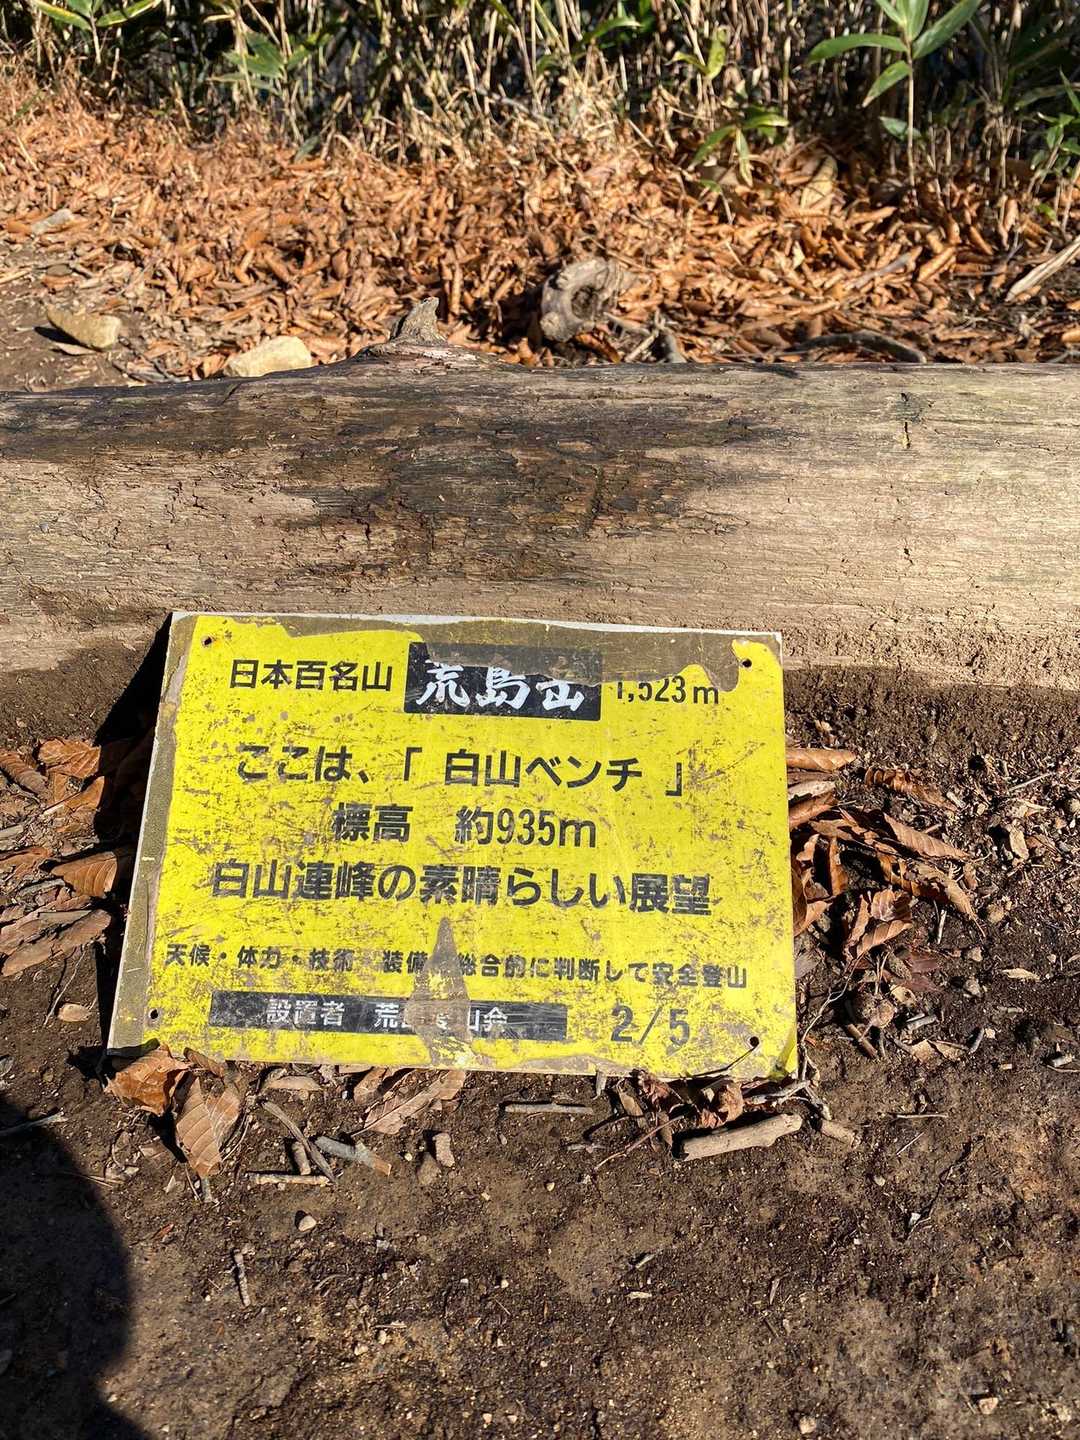 日本百名山 荒島岳 1,523m
ここは、「白山ベンチ」
標高 約935m
白山連峰の素晴らしい展望
天候・体力・技術 装備 総合的に判断して安全登山
設置者 荒島 山会 2/5